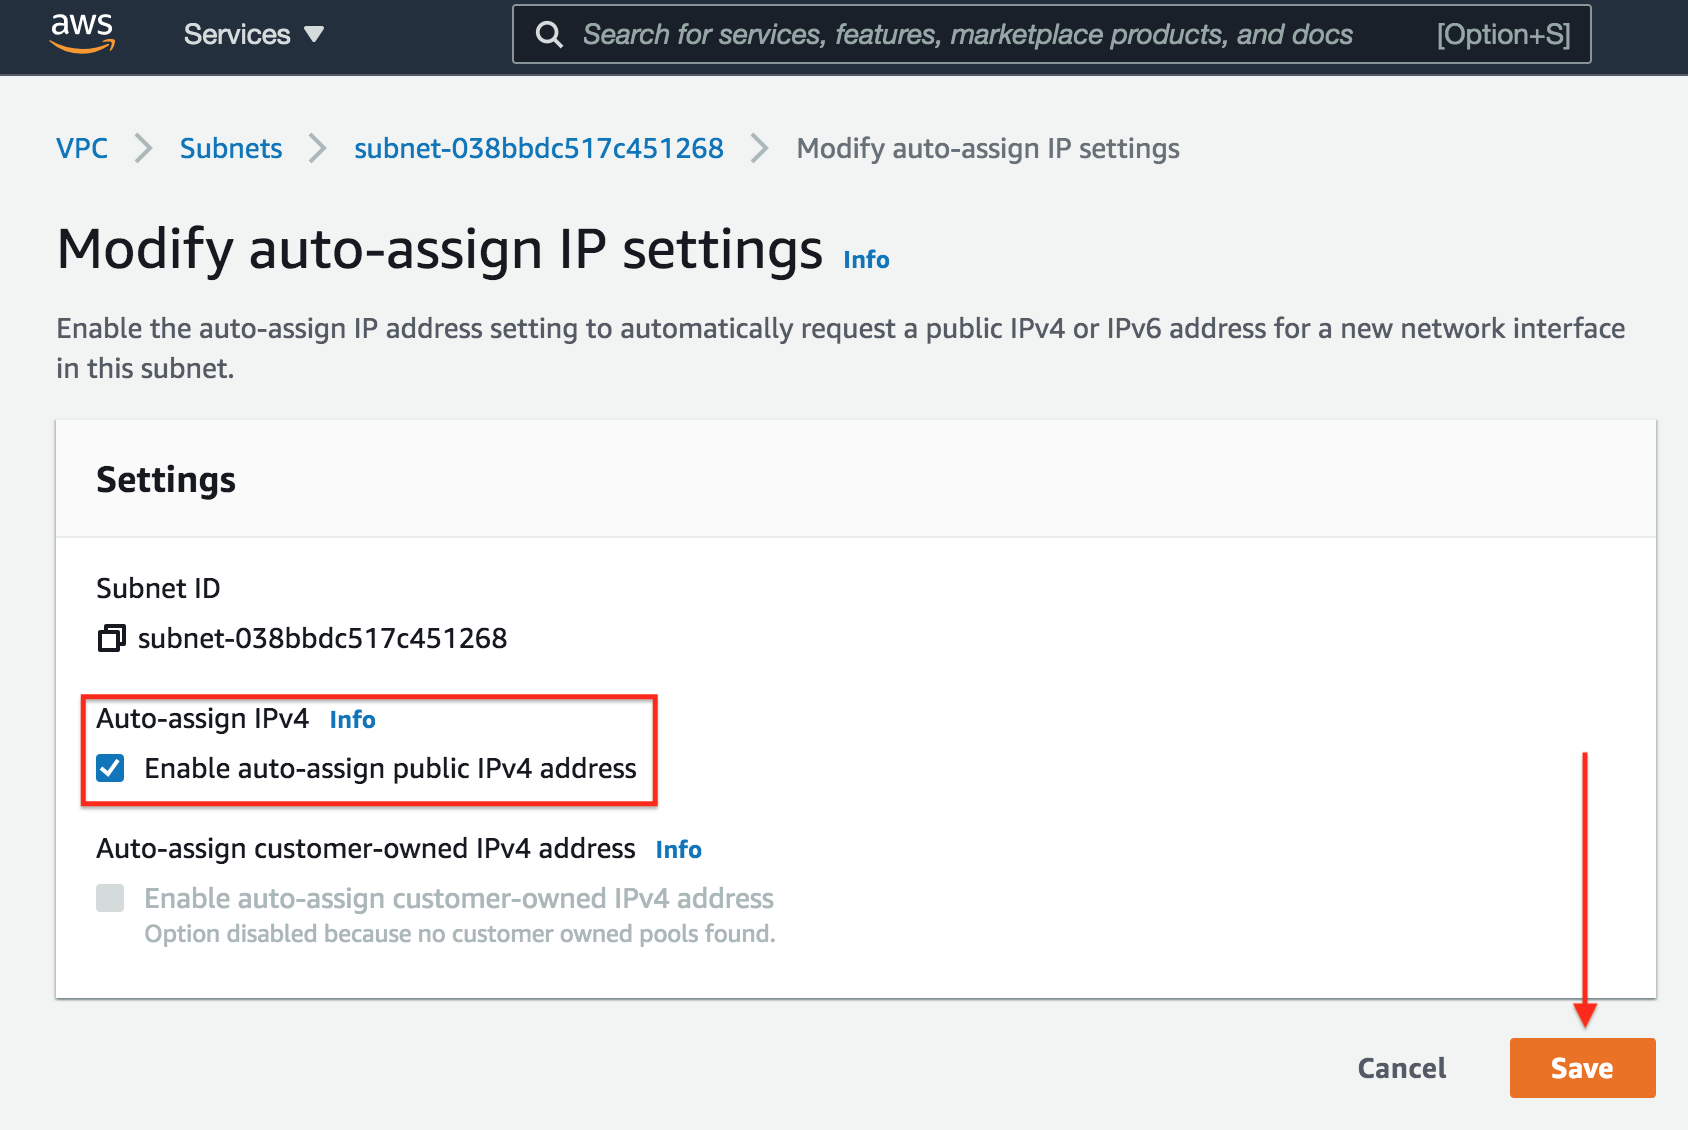 aws
Services
Search for services, features, marketplace products, and docs
[Option+S]
VPC
Subnets
subnet-038bbdc517c451268
Modify auto-assign IP settings
Modify auto-assign IP settings Info
Enable the auto-assign IP address setting to automatically request a public IPv4 or IPv6 address for a new network interface
in this subnet.
Settings
Subnet ID
subnet-038bbdc517c451268
Auto-assign IPv4 Info
Enable auto-assign public IPv4 address
Auto-assign customer-owned IPv4 address Info
Enable auto-assign customer-owned IPv4 address
Option disabled because no customer owned pools found.
Cancel
Save